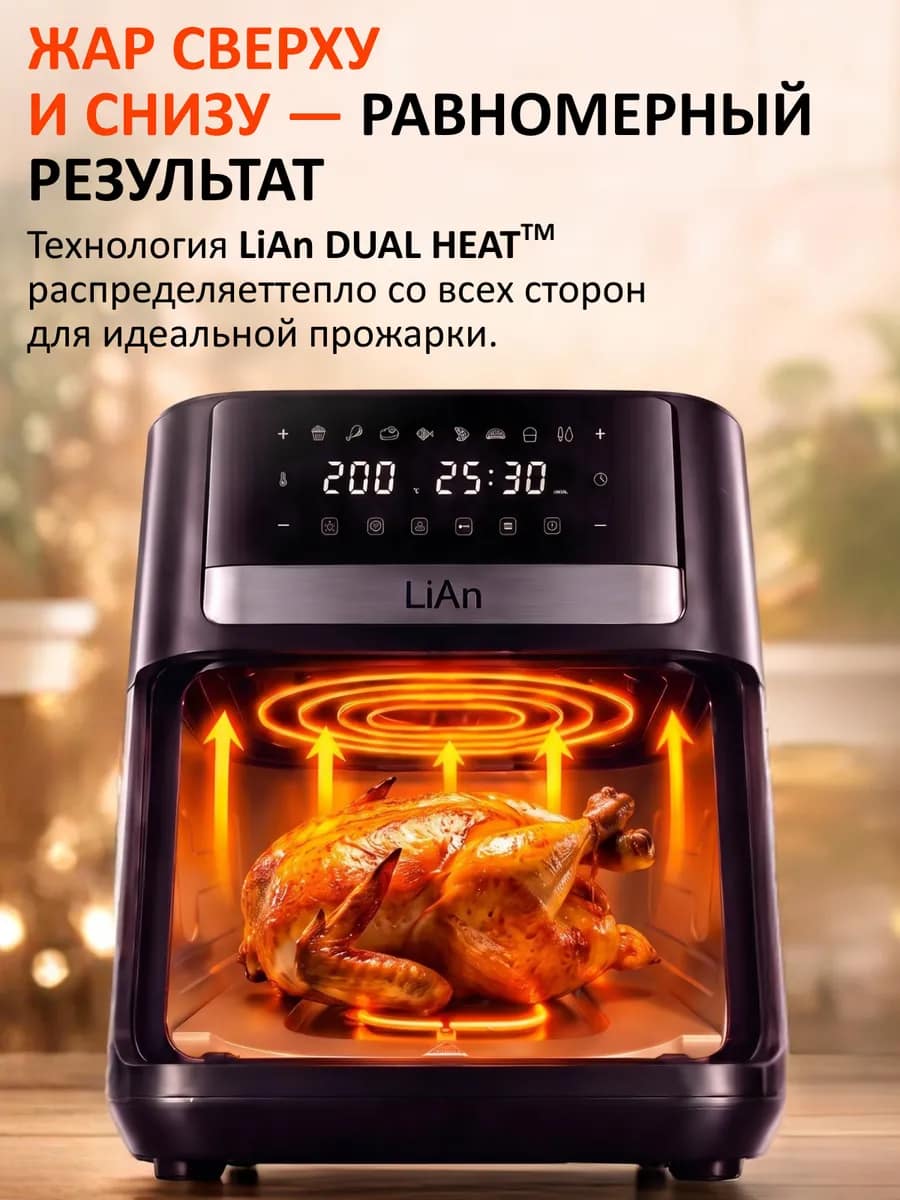 ЖАР СВЕРХУ
И СНИЗУ — РАВНОМЕРНЫЙ
РЕЗУЛЬТАТ
Технология LiAn DUAL HEAT™
распределяеттепло со всех сторон
для идеальной прожарки.
+ +
200 °C 25:30
− −
LiAn